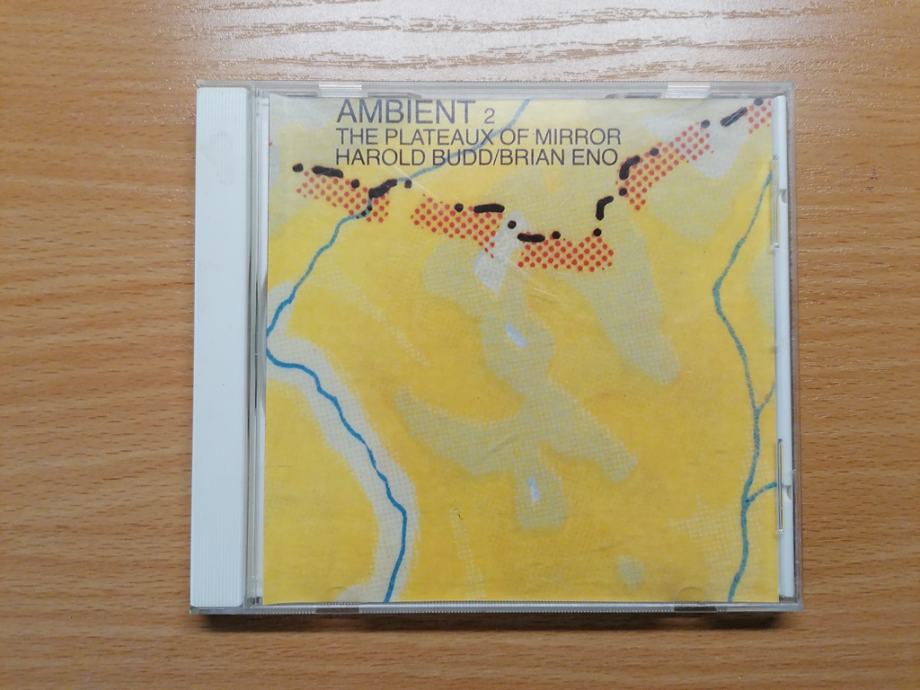 AMBIENT 2
THE PLATEAUX OF MIRROR
HAROLD BUDD/BRIAN ENO